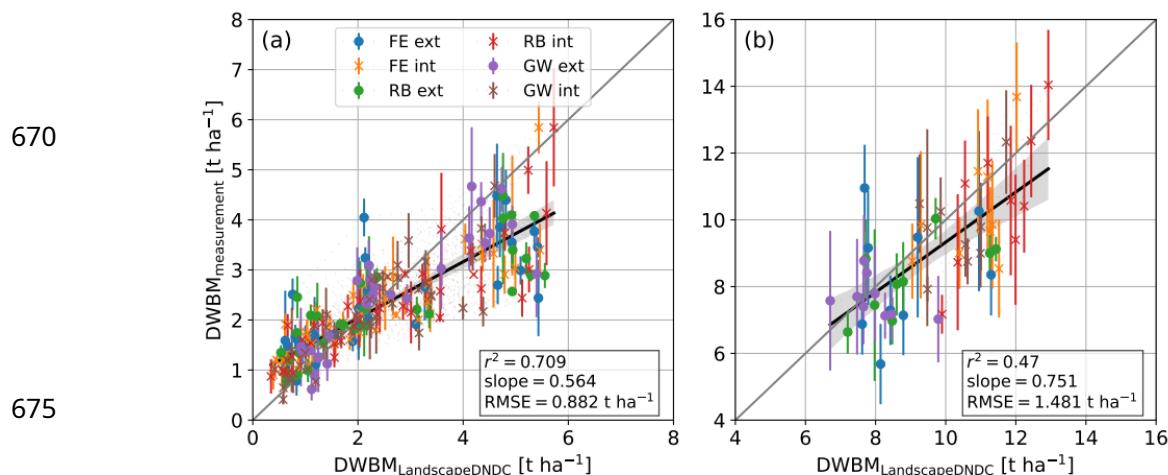 670
675
(a)
FE ext
FE int
RB ext
RB int
GW ext
GW int
DWBM_measurement [t ha⁻¹]
8
7
6
5
4
3
2
1
0
r² = 0.709
slope = 0.564
RMSE = 0.882 t ha⁻¹
0 2 4 6 8
DWBM_LandscapeDNDC [t ha⁻¹]
(b)
16
14
12
10
8
6
4
r² = 0.47
slope = 0.751
RMSE = 1.481 t ha⁻¹
4 6 8 10 12 14 16
DWBM_LandscapeDNDC [t ha⁻¹]